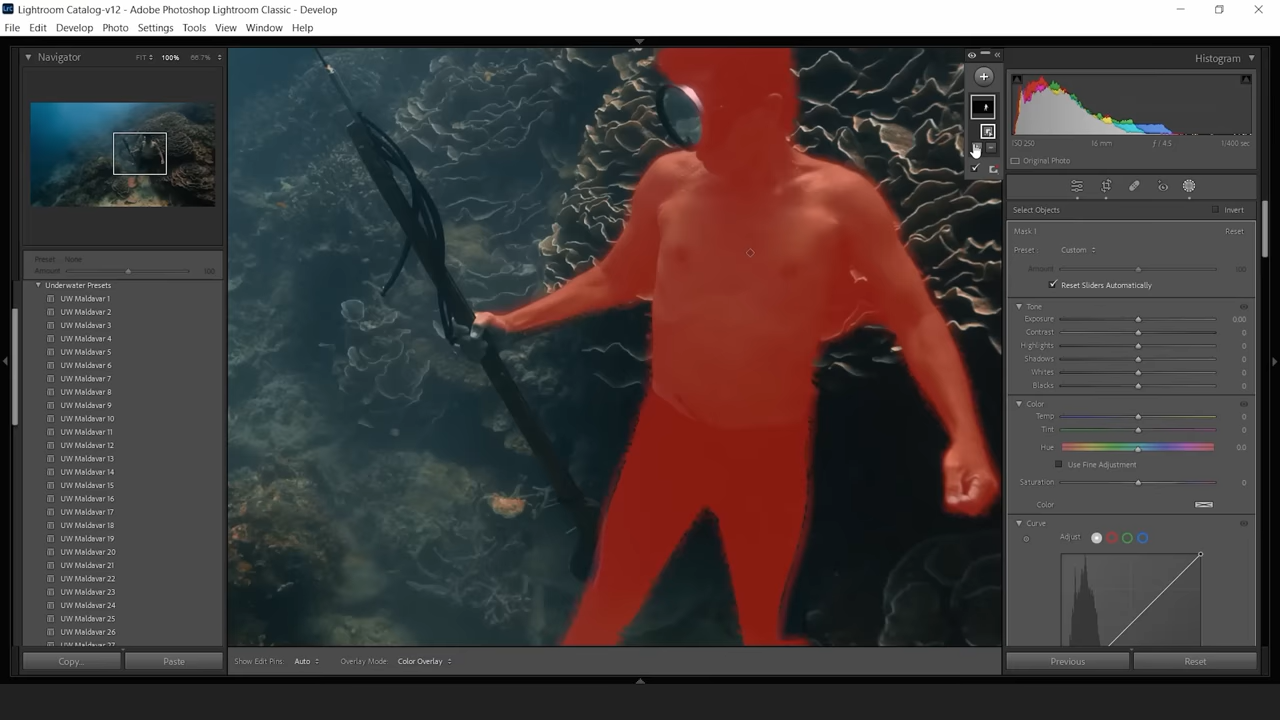 Lightroom Catalog-v12 - Adobe Photoshop Lightroom Classic - Develop
File Edit Develop Photo Settings Tools View Window Help
Navigator FIT 100% 66.7%
Preset: None
Amount 100
Underwater Presets
UW Maldavar 1
UW Maldavar 2
UW Maldavar 3
UW Maldavar 4
UW Maldavar 5
UW Maldavar 6
UW Maldavar 7
UW Maldavar 8
UW Maldavar 9
UW Maldavar 10
UW Maldavar 11
UW Maldavar 12
UW Maldavar 13
UW Maldavar 14
UW Maldavar 15
UW Maldavar 16
UW Maldavar 17
UW Maldavar 18
UW Maldavar 19
UW Maldavar 20
UW Maldavar 21
UW Maldavar 22
UW Maldavar 23
UW Maldavar 24
UW Maldavar 25
UW Maldavar 26
UW Maldavar 27
Copy... Paste
Show Edit Pins: Auto Overlay Mode: Color Overlay
Histogram
ISO 250 16 mm f / 4.5 1/400 sec
Original Photo
Select Objects Invert
Mask 1 Reset
Preset: Custom
Amount 100
Reset Sliders Automatically
Tone
Exposure 0.00
Contrast 0
Highlights 0
Shadows 0
Whites 0
Blacks 0
Color
Temp 0
Tint 0
Hue 0.0
Use Fine Adjustment
Saturation 0
Color
Curve
Adjust
Previous Reset